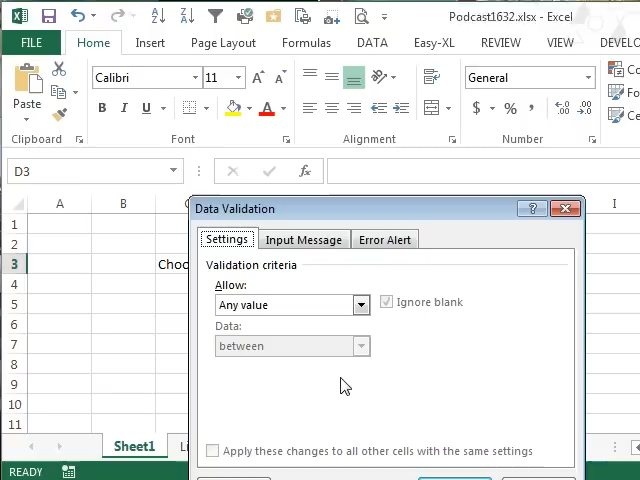 Podcast1632.xlsx - Excel
FILE Home Insert Page Layout Formulas DATA Easy-XL REVIEW VIEW DEVELO
Paste
Calibri 11 A A General
B I U A $ % , .00 .0
Clipboard Font Alignment Number
D3 fx
A B I
Data Validation
1
Settings Input Message Error Alert
2
Validation criteria
3 Choo
Allow:
4
Any value Ignore blank
5
Data:
6
between
7
8
9
10
11
Apply these changes to all other cells with the same settings
Sheet1 Li
READY